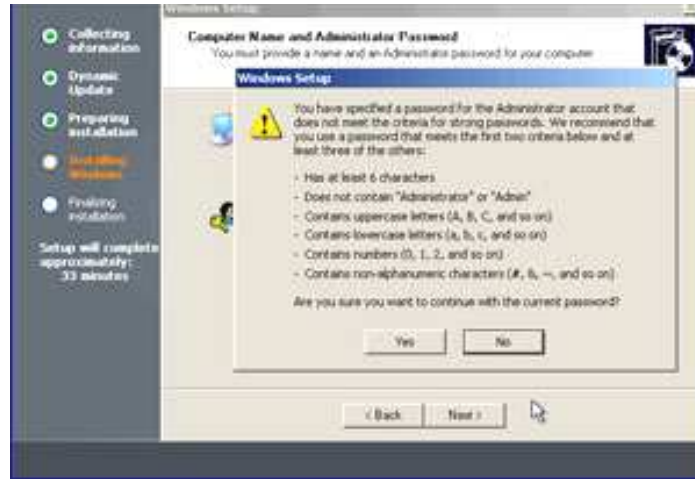 Windows Setup
Collecting
information
Dynamic
Update
Preparing
installation
Installing
Windows
Finalizing
installation
Setup will complete
approximately:
33 minutes
Computer Name and Administrator Password
You must provide a name and an Administrator password for your computer
Windows Setup
You have specified a password for the Administrator account that
does not meet the criteria for strong passwords. We recommend that
you use a password that meets the first two criteria below and at
least three of the others:
- Has at least 6 characters
- Does not contain "Administrator" or "Admin"
- Contains uppercase letters (A, B, C, and so on)
- Contains lowercase letters (a, b, c, and so on)
- Contains numbers (0, 1, 2, and so on)
- Contains non-alphanumeric characters (#, &, ~, and so on)
Are you sure you want to continue with the current password?
Yes
No
< Back
Next >